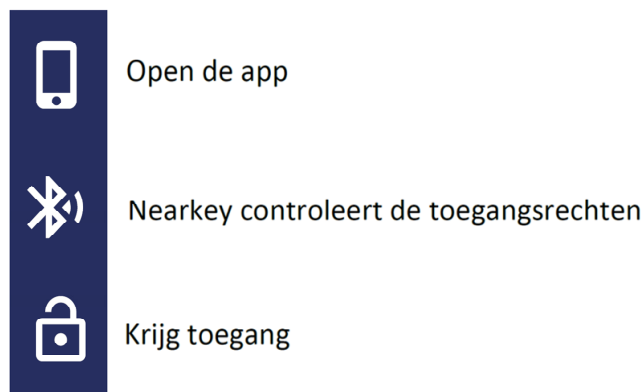 Open de app
Nearkey controleert de toegangsrechten
Krijg toegang